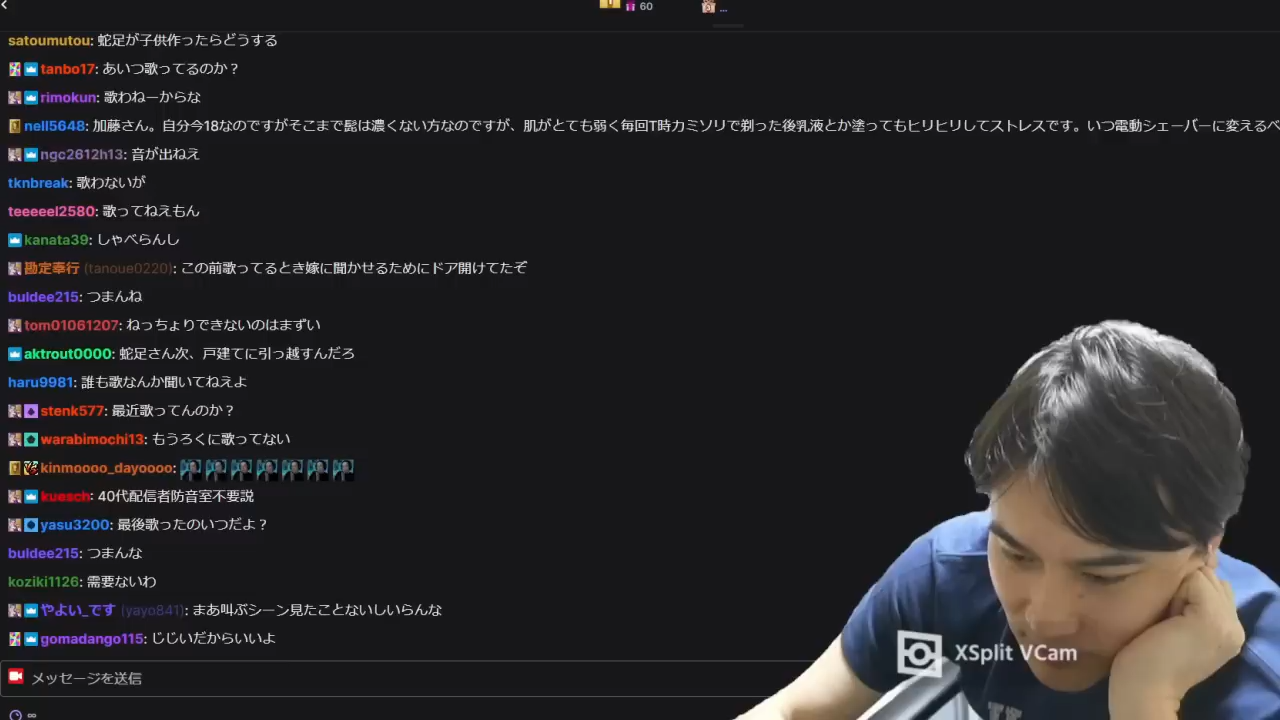 60
...
satoumutou: 蛇足が子供作ったらどうする
tanbo17: あいつ歌ってるのか？
rimokun: 歌わねーからな
nell5648: 加藤さん。自分今18なのですがそこまで髭は濃くない方なのですが、肌がとても弱く毎回T時カミソリで剃った後乳液とか塗ってもヒリヒリしてストレスです。いつ電動シェーバーに変えるべ
ngc2612h13: 音が出ねえ
tknbreak: 歌わないが
teeeeel2580: 歌ってねえもん
kanata39: しゃべらんし
勘定奉行 (tanoue0220): この前歌ってるとき嫁に聞かせるためにドア開けてたぞ
buldee215: つまんね
tom01061207: ねっちょりできないのはまずい
aktrout0000: 蛇足さん次、戸建てに引っ越すんだろ
haru9981: 誰も歌なんか聞いてねえよ
stenk577: 最近歌ってんのか？
warabimochi13: もうろくに歌ってない
kinmoooo_dayoooo:
kuesch: 40代配信者防音室不要説
yasu3200: 最後歌ったのいつだよ？
buldee215: つまんな
koziki1126: 需要ないわ
やよい_です (yayo841): まあ叫ぶシーン見たことないしいらんな
gomadango115: じじいだからいいよ
XSplit VCam
メッセージを送信
∞